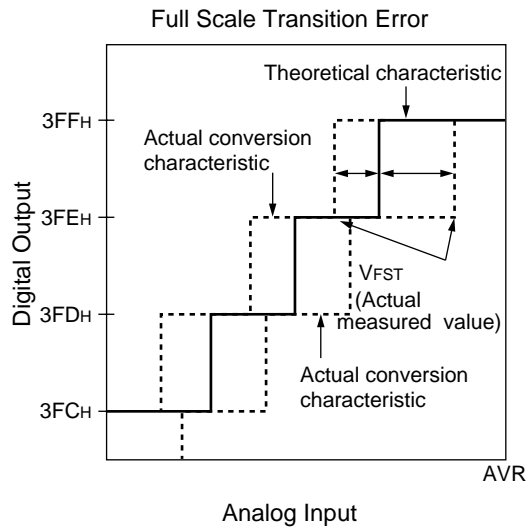 Full Scale Transition Error
Theoretical characteristic
3FFH
Actual conversion
characteristic
3FEH
VFST
(Actual
measured value)
3FDH
Actual conversion
characteristic
3FCH
Digital Output
AVR
Analog Input